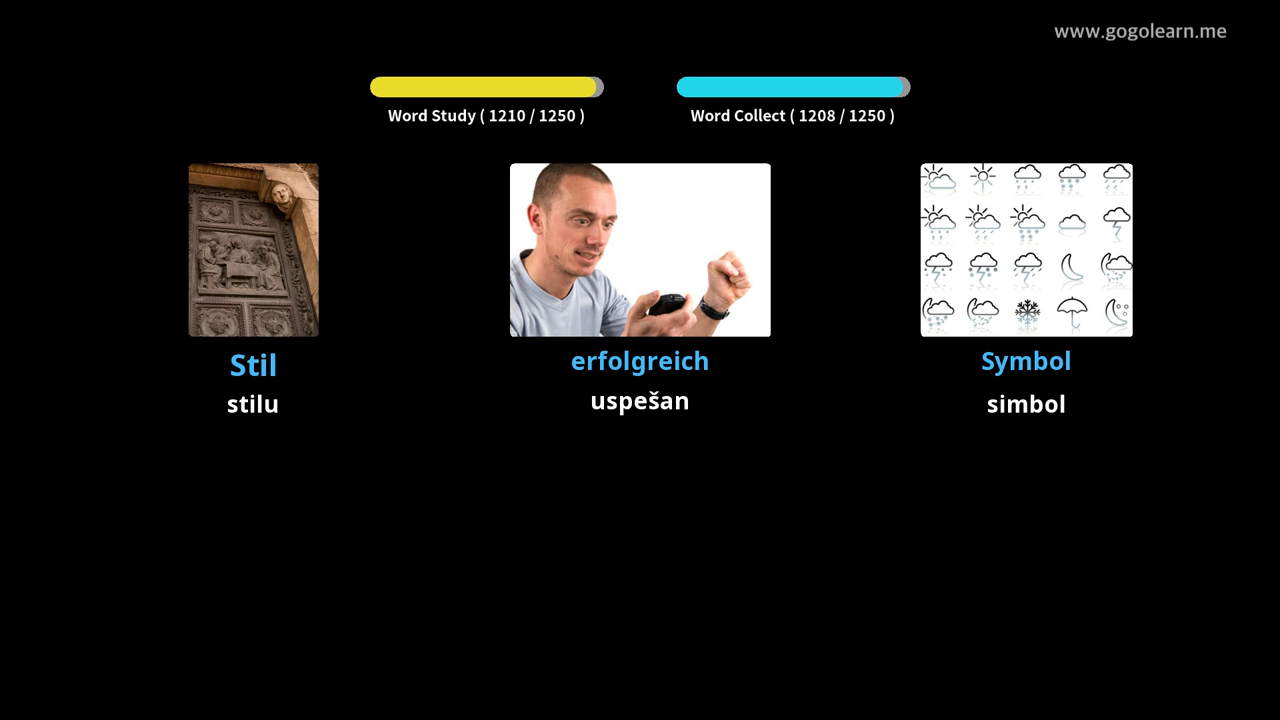 www.gogolearn.me
Word Study ( 1210 / 1250 )
Word Collect ( 1208 / 1250 )
Stil
erfolgreich
Symbol
stilu
uspešan
simbol